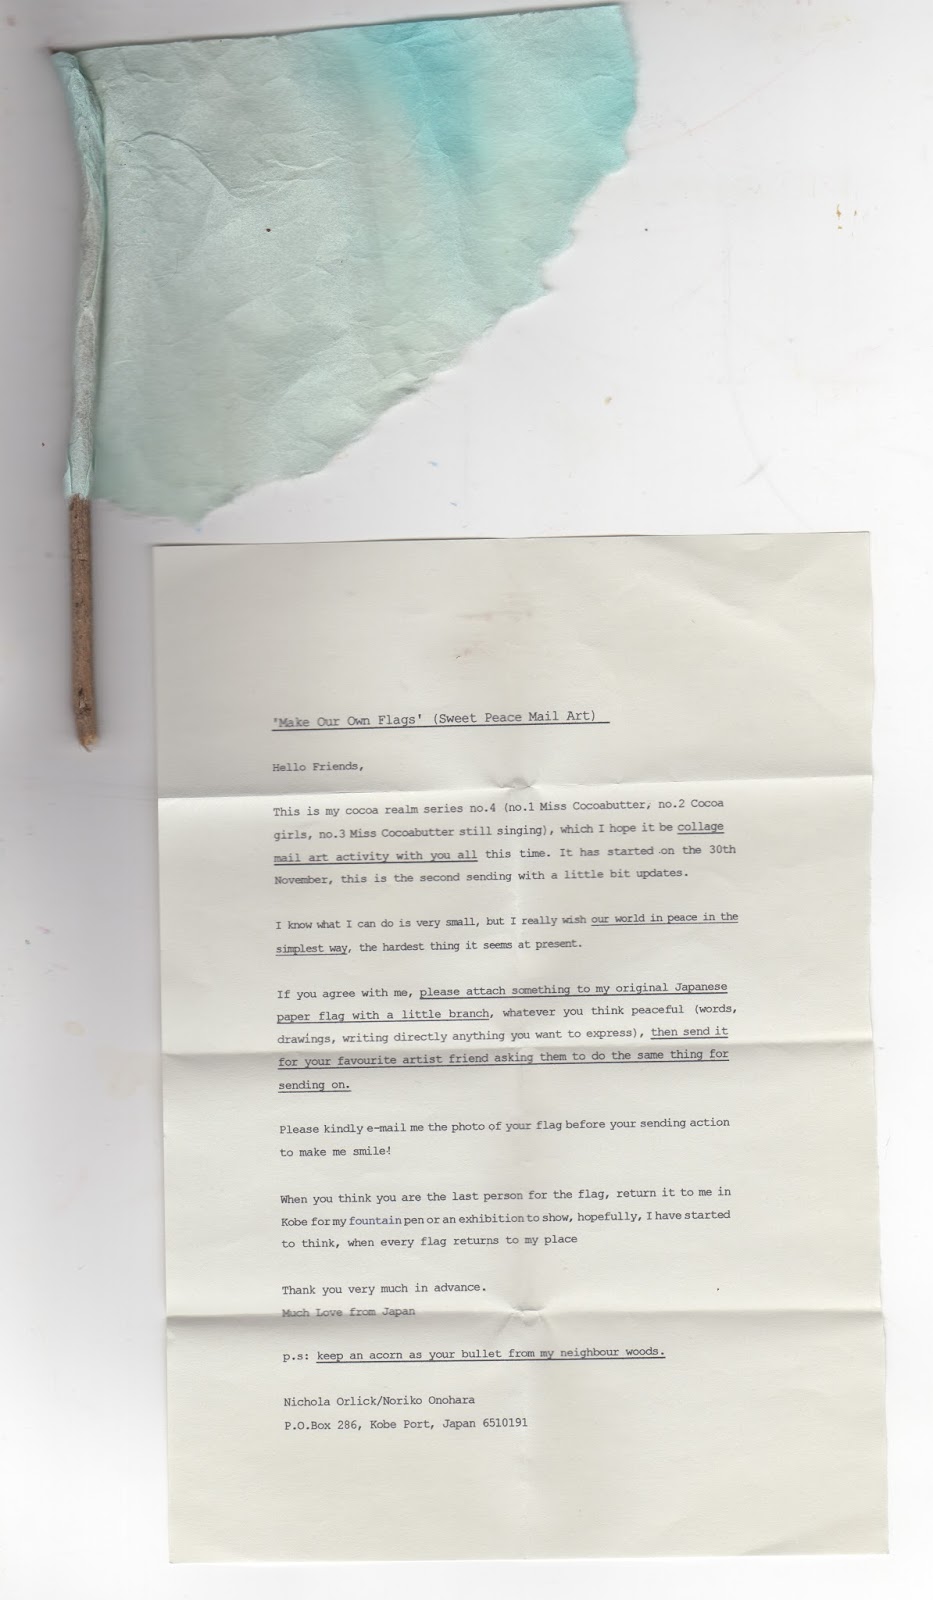 'Make Our Own Flags' (Sweet Peace Mail Art)
Hello Friends,
This is my cocoa realm series no.4 (no.1 Miss Cocoabutter, no.2 Cocoa
girls, no.3 Miss Cocoabutter still singing), which I hope it be collage
mail art activity with you all this time. It has started on the 30th
November, this is the second sending with a little bit updates.
I know what I can do is very small, but I really wish our world in peace in the
simplest way, the hardest thing it seems at present.
If you agree with me, please attach something to my original Japanese
paper flag with a little branch, whatever you think peaceful (words,
drawings, writing directly anything you want to express), then send it
for your favourite artist friend asking them to do the same thing for
sending on.
Please kindly e-mail me the photo of your flag before your sending action
to make me smile!
When you think you are the last person for the flag, return it to me in
Kobe for my fountain pen or an exhibition to show, hopefully, I have started
to think, when every flag returns to my place
Thank you very much in advance.
Much Love from Japan
p.s: keep an acorn as your bullet from my neighbour woods.
Nichola Orlick/Noriko Onohara
P.O.Box 286, Kobe Port, Japan 6510191